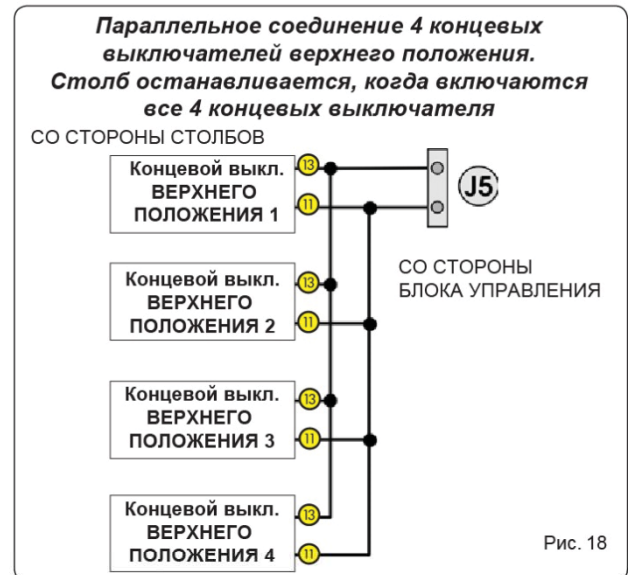 Параллельное соединение 4 концевых
выключателей верхнего положения.
Столб останавливается, когда включаются
все 4 концевых выключателя
СО СТОРОНЫ СТОЛБОВ
Концевой выкл.
ВЕРХНЕГО
ПОЛОЖЕНИЯ 1
13
11
J5
СО СТОРОНЫ
БЛОКА УПРАВЛЕНИЯ
Концевой выкл.
ВЕРХНЕГО
ПОЛОЖЕНИЯ 2
13
11
Концевой выкл.
ВЕРХНЕГО
ПОЛОЖЕНИЯ 3
13
11
Концевой выкл.
ВЕРХНЕГО
ПОЛОЖЕНИЯ 4
13
11
Рис. 18